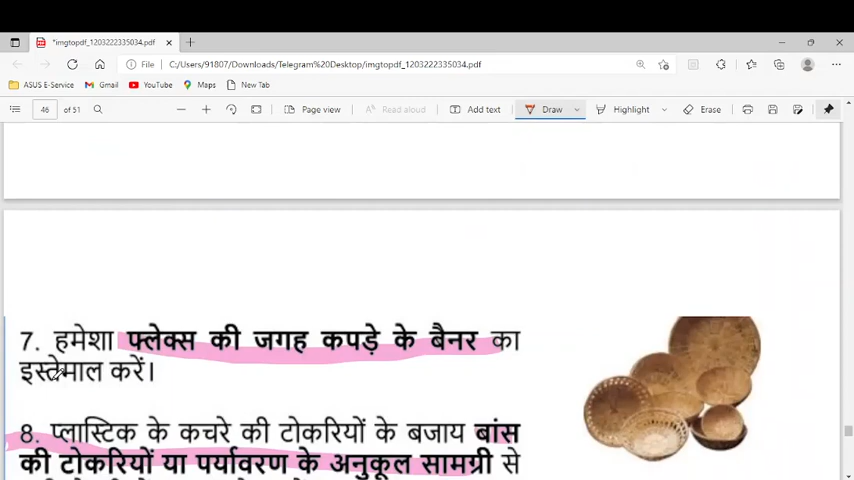 *imgtopdf_1203222335034.pdf
File C:/Users/91807/Downloads/Telegram%20Desktop/imgtopdf_1203222335034.pdf
ASUS E-Service Gmail YouTube Maps New Tab
46 of 51 Page view Read aloud Add text Draw Highlight Erase
7. हमेशा फ्लेक्स की जगह कपड़े के बैनर का
इस्तेमाल करें।
8. प्लास्टिक के कचरे की टोकरियों के बजाय बांस
की टोकरियों या पर्यावरण के अनुकूल सामग्री से